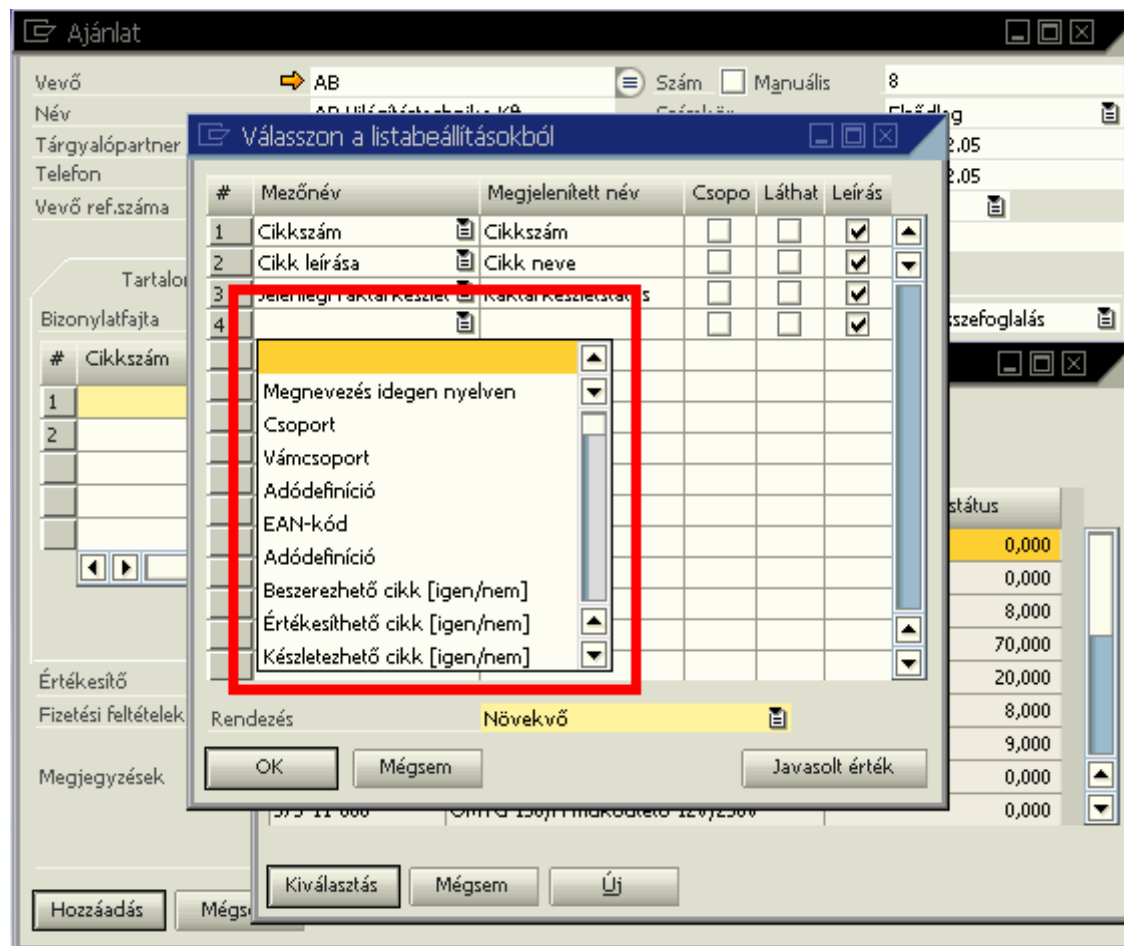 Ajánlat
Vevő AB Szám Manuális 8
Név
Tárgyalópartner 2.05
Telefon 2.05
Vevő ref.száma
Bizonylatfajta
# Cikkszám
1
2
Értékesítő
Fizetési feltételek
Megjegyzések
Hozzáadás
Válasszon a listabeállításokból
# Mezőnév Megjelenített név Csopo Láthat Leírás
1 Cikkszám Cikkszám
2 Cikk leírása Cikk neve
3
4
Megnevezés idegen nyelven
Csoport
Vámcsoport
Adódefiníció
EAN-kód
Adódefiníció
Beszerezhető cikk [igen/nem]
Értékesíthető cikk [igen/nem]
Készletezhető cikk [igen/nem]
Rendezés Növekvő
OK Mégsem Javasolt érték
0,000
0,000
8,000
70,000
20,000
8,000
9,000
0,000
0,000
Kiválasztás Mégsem Új